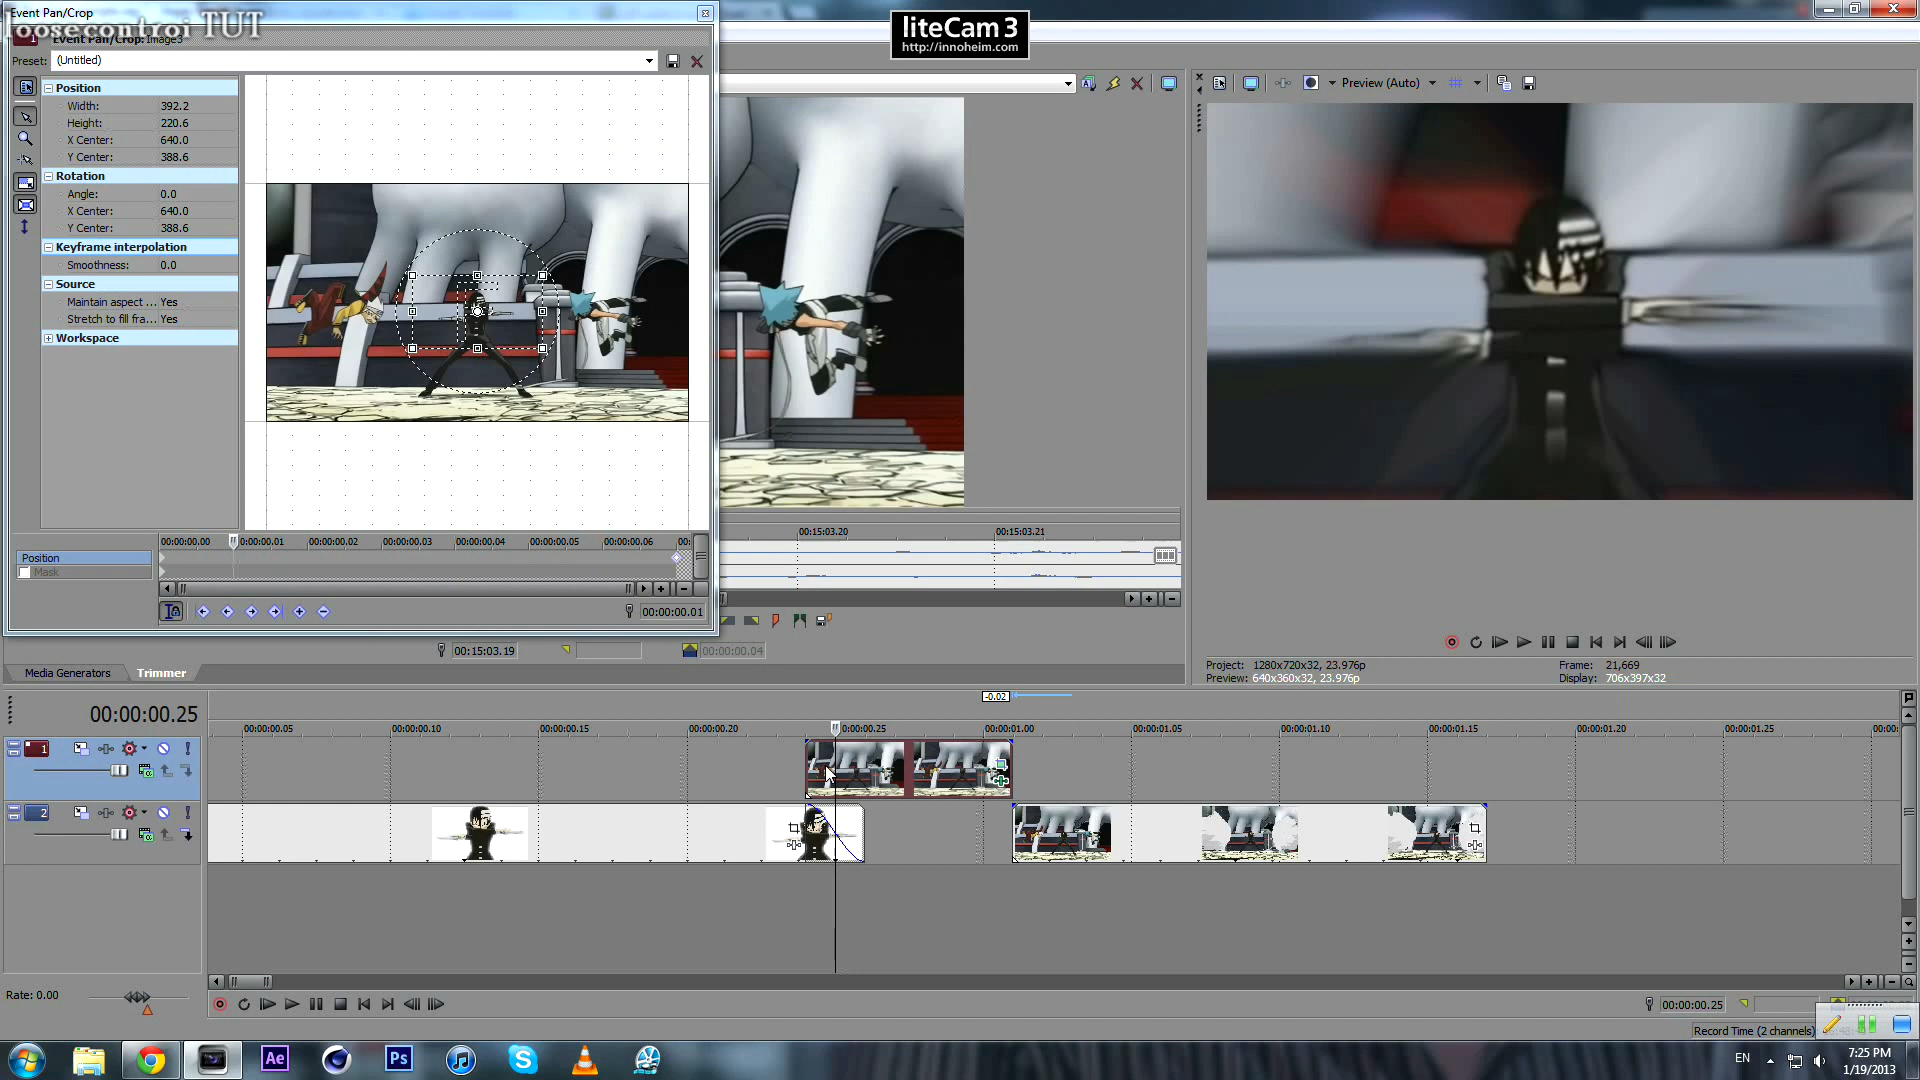 Event Pan/Crop
loosecontrol TUT
Event Pan/Crop: Image3
Preset: (Untitled)
Position
Width: 392.2
Height: 220.6
X Center: 640.0
Y Center: 388.6
Rotation
Angle: 0.0
X Center: 640.0
Y Center: 388.6
Keyframe interpolation
Smoothness: 0.0
Source
Maintain aspect ... Yes
Stretch to fill fra... Yes
Workspace
00:00:00.00 0:00:00.01 00:00:00.02 00:00:00.03 00:00:00.04 00:00:00.05 00:00:00.06 00:
Position
Mask
00:00:00.01
liteCam 3
http://innoheim.com
Preview (Auto)
00:15:03.20 00:15:03.21
00:15:03.19 00:00:00.04
Media Generators Trimmer
Project: 1280x720x32, 23.976p
Preview: 640x360x32, 23.976p
Frame: 21,669
Display: 706x397x32
-0.02
00:00:00.25
00:00:00.05 00:00:00.10 00:00:00.15 00:00:00.20 00:00:00.25 00:00:01.00 00:00:01.05 00:00:01.10 00:00:01.15 00:00:01.20 00:00:01.25 00:00:
1
2
Rate: 0.00
00:00:00.25
Record Time (2 channels)
Ae
Ps
EN
7:25 PM
1/19/2013